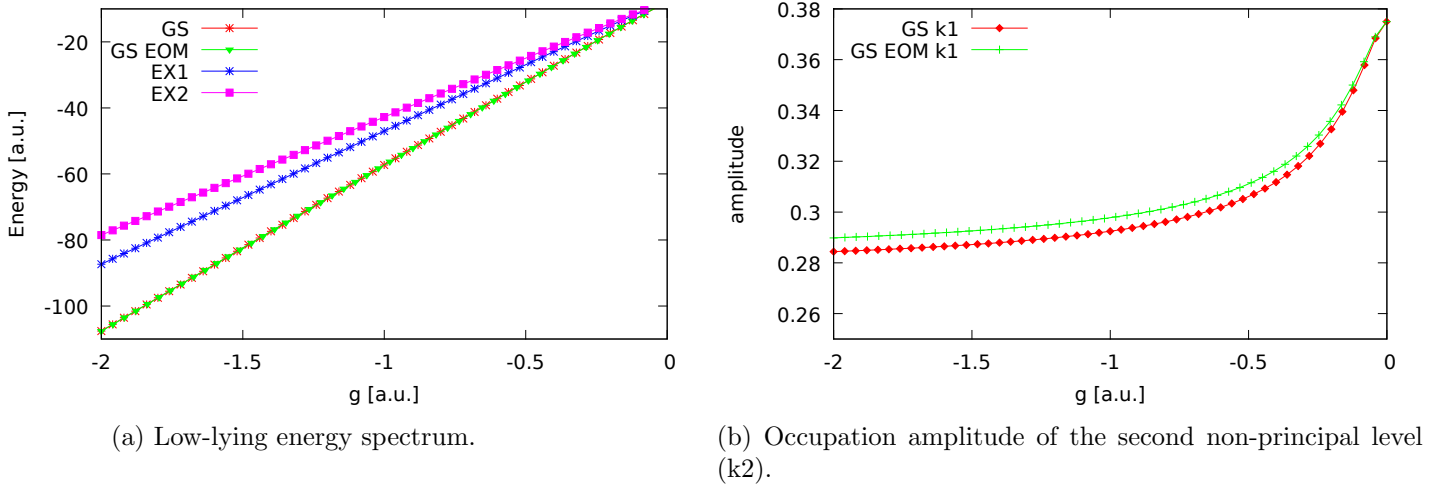 GS
GS EOM
EX1
EX2
Energy [a.u.]
-20
-40
-60
-80
-100
-2
-1.5
-1
-0.5
0
g [a.u.]
(a) Low-lying energy spectrum.
GS k1
GS EOM k1
amplitude
0.38
0.36
0.34
0.32
0.3
0.28
0.26
-2
-1.5
-1
-0.5
0
g [a.u.]
(b) Occupation amplitude of the second non-principal level
(k2).